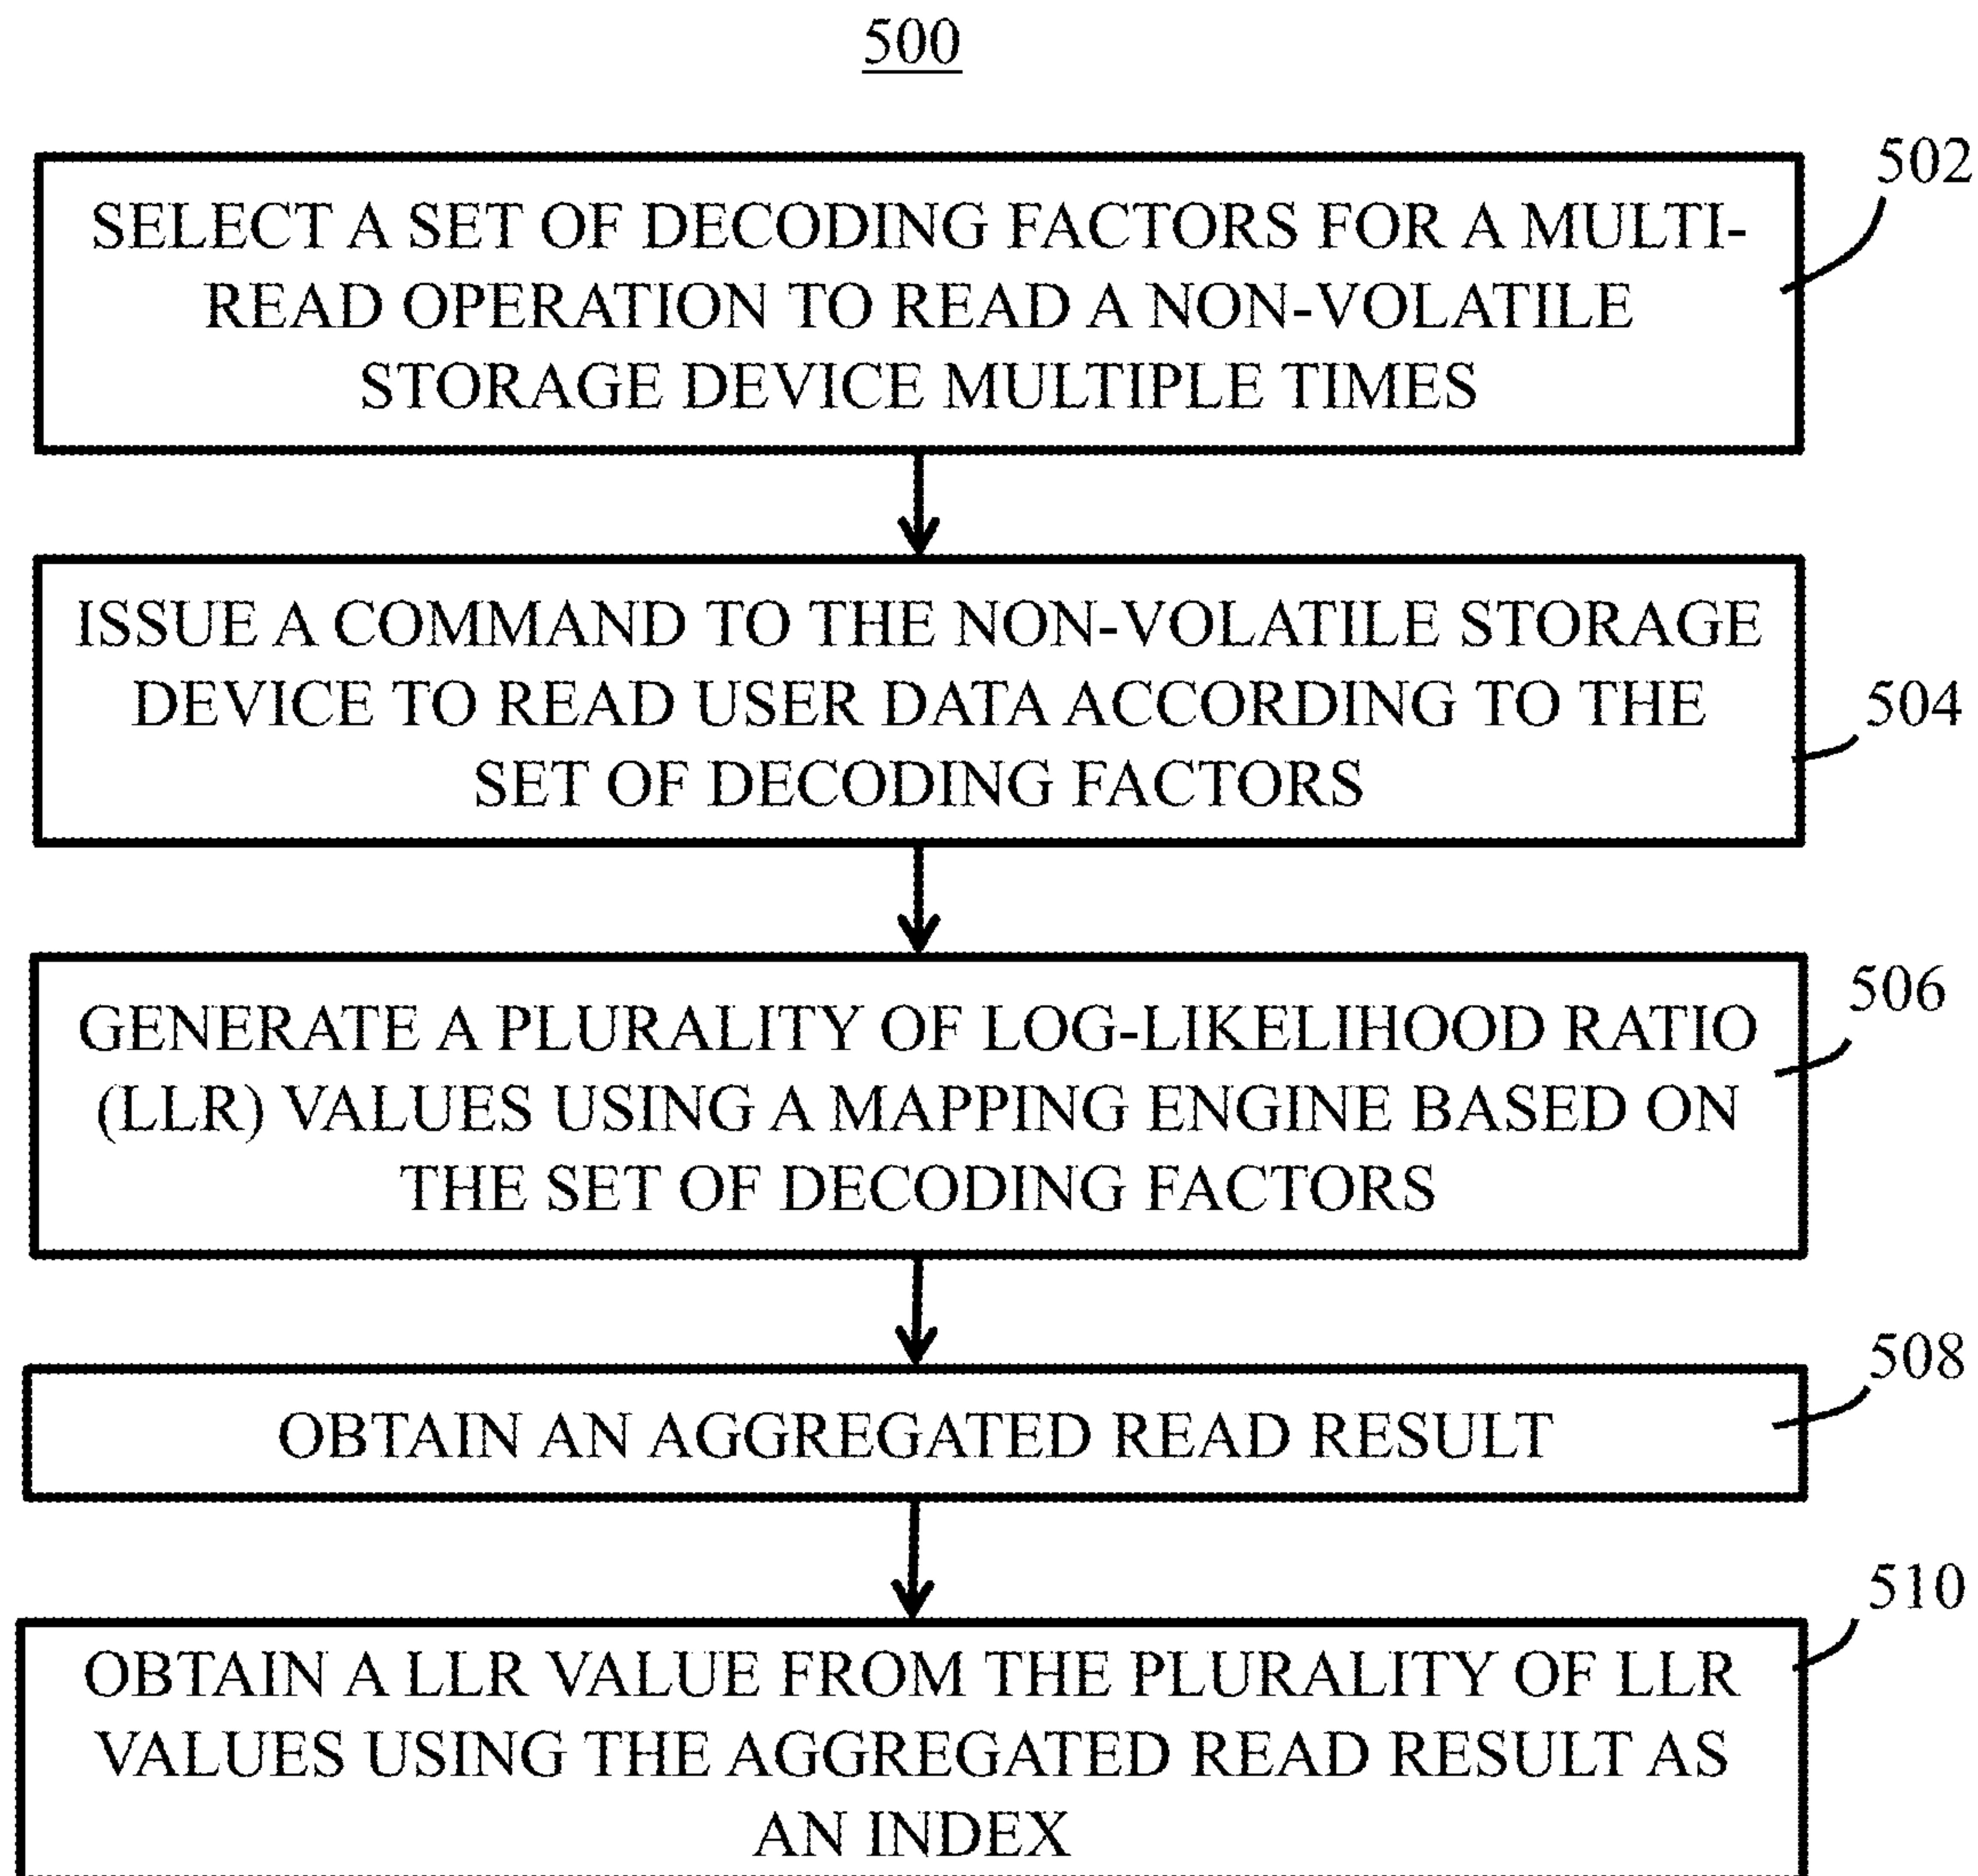 500
502
SELECT A SET OF DECODING FACTORS FOR A MULTI-
READ OPERATION TO READ A NON-VOLATILE
STORAGE DEVICE MULTIPLE TIMES
ISSUE A COMMAND TO THE NON-VOLATILE STORAGE
DEVICE TO READ USER DATA ACCORDING TO THE
SET OF DECODING FACTORS
504
GENERATE A PLURALITY OF LOG-LIKELIHOOD RATIO
(LLR) VALUES USING A MAPPING ENGINE BASED ON
THE SET OF DECODING FACTORS
506
OBTAIN AN AGGREGATED READ RESULT
508
OBTAIN A LLR VALUE FROM THE PLURALITY OF LLR
VALUES USING THE AGGREGATED READ RESULT AS
AN INDEX
510